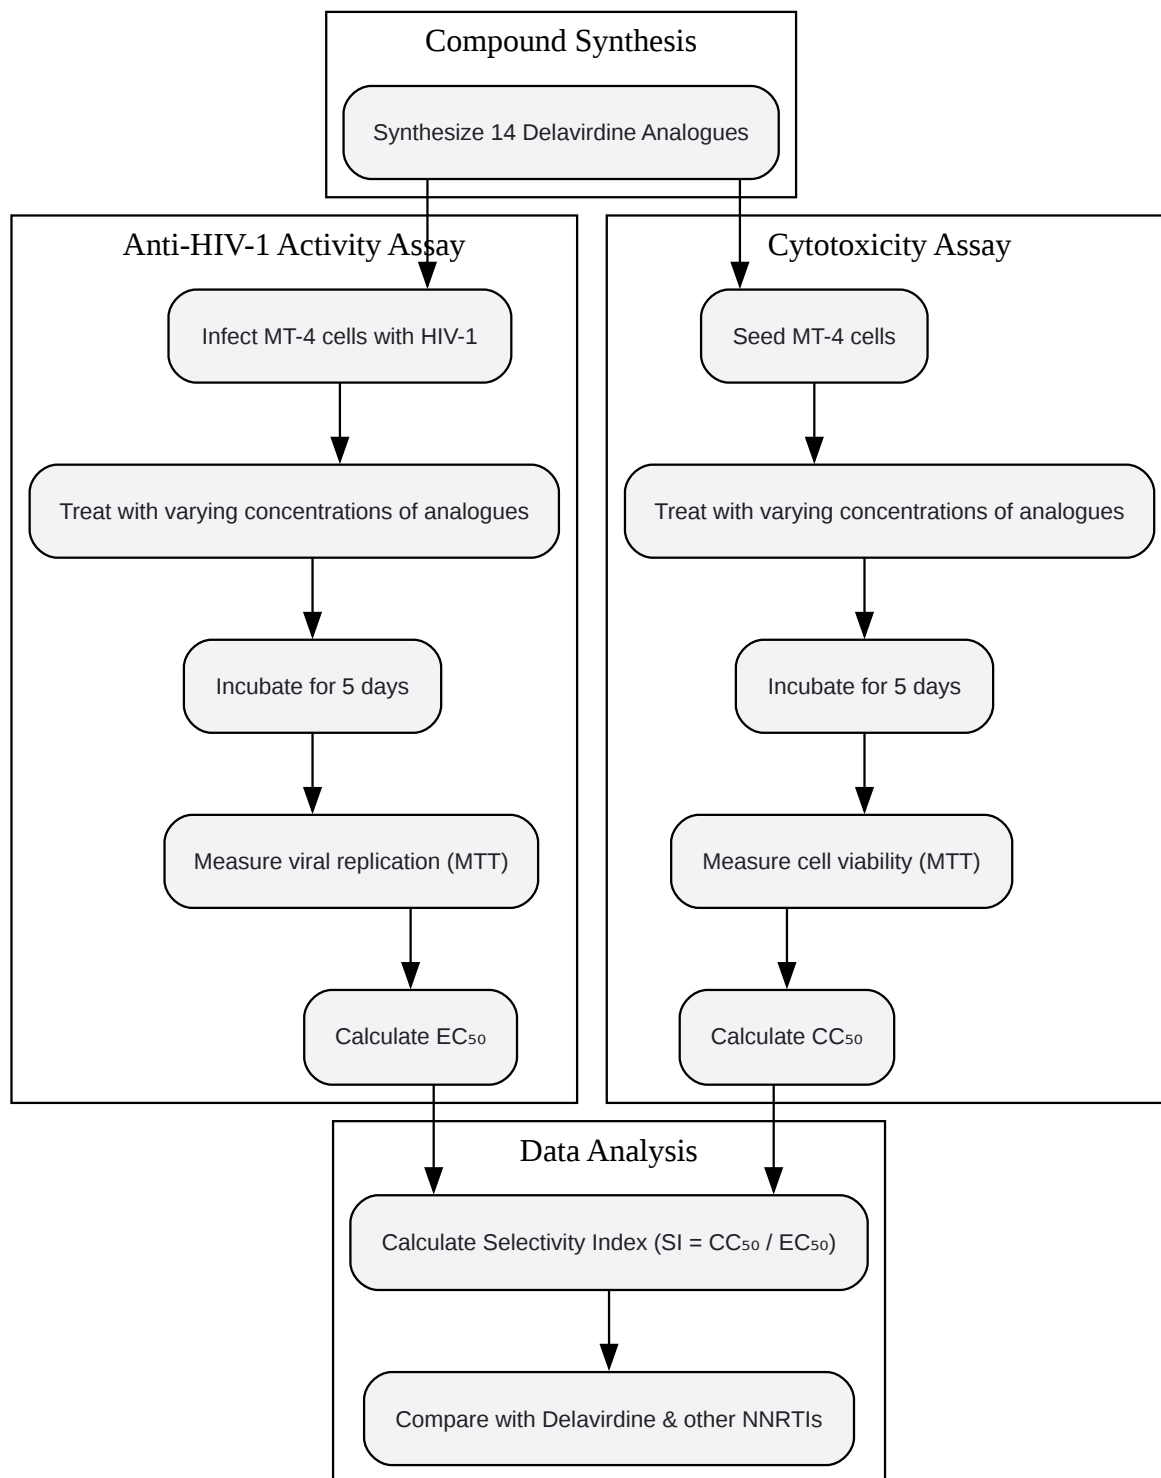 Compound Synthesis
Synthesize 14 Delavirdine Analogues
Anti-HIV-1 Activity Assay
Infect MT-4 cells with HIV-1
Treat with varying concentrations of analogues
Incubate for 5 days
Measure viral replication (MTT)
Calculate EC₅₀
Cytotoxicity Assay
Seed MT-4 cells
Treat with varying concentrations of analogues
Incubate for 5 days
Measure cell viability (MTT)
Calculate CC₅₀
Data Analysis
Calculate Selectivity Index (SI = CC₅₀ / EC₅₀)
Compare with Delavirdine & other NNRTIs